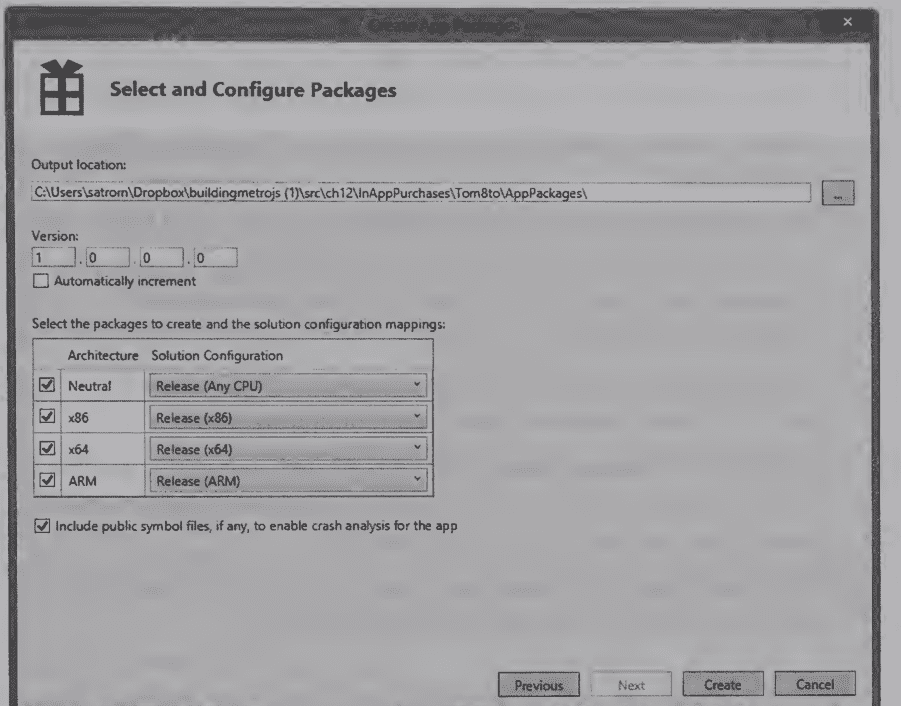 Select and Configure Packages
Output location:
C:\Users\satrom\Dropbox\buildingmetrojs (1)\src\ch12\InAppPurchases\Tom8to\AppPackages\ ...
Version:
1 . 0 . 0 . 0
Automatically increment
Select the packages to create and the solution configuration mappings:
Architecture Solution Configuration
Neutral Release (Any CPU)
x86 Release (x86)
x64 Release (x64)
ARM Release (ARM)
Include public symbol files, if any, to enable crash analysis for the app
Previous Next Create Cancel